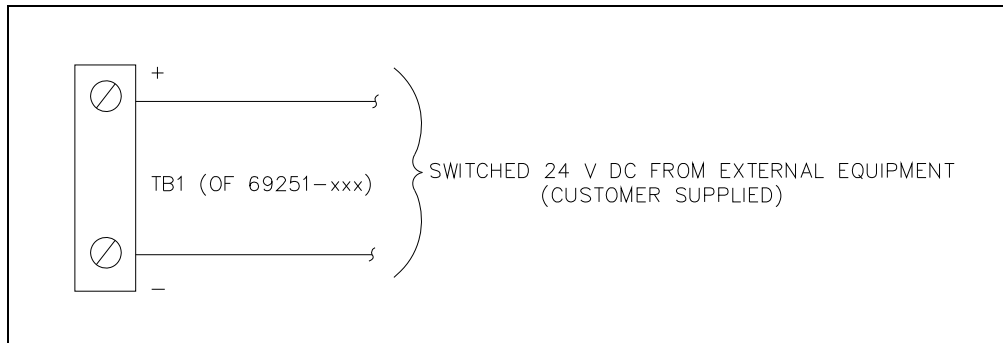 +
TB1 (OF 69251-xxx)
SWITCHED 24 V DC FROM EXTERNAL EQUIPMENT
(CUSTOMER SUPPLIED)
–